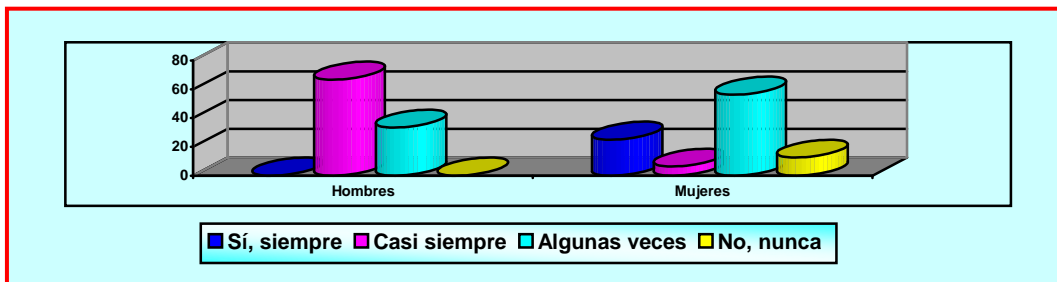 80
60
40
20
0
Hombres Mujeres
Sí, siempre Casi siempre Algunas veces No, nunca